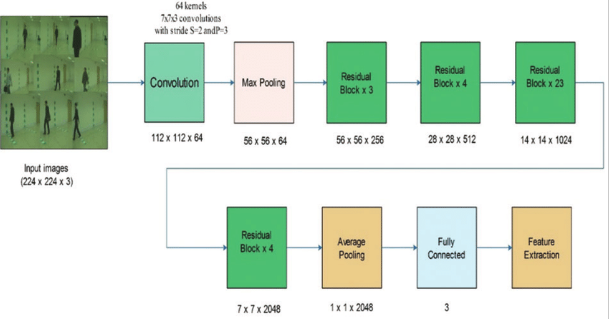 64 kernels
7x7x3 convolutions
with stride S=2 andP=3
Convolution
Max Pooling
Residual
Block x 3
Residual
Block x 4
Residual
Block x 23
112 x 112 x 64
56 x 56 x 64
56 x 56 x 256
28 x 28 x 512
14 x 14 x 1024
Input images
(224 x 224 x 3)
Residual
Block x 4
Average
Pooling
Fully
Connected
Feature
Extraction
7 x 7 x 2048
1 x 1 x 2048
3